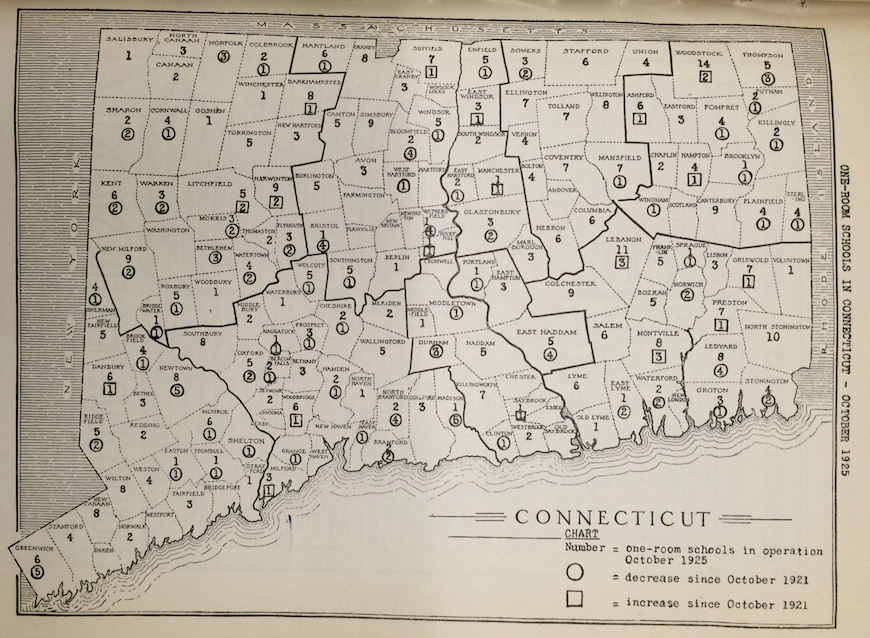 MASSACHUSETTS
SALISBURY
1
NORTH
CANAAN
3
CANAAN
2
NORFOLK
3
COLEBROOK
2
1
HARTLAND
6
1
GRANBY
8
SUFFIELD
7
1
ENFIELD
5
1
SOMERS
3
2
STAFFORD
6
UNION
4
WOODSTOCK
14
2
THOMPSON
5
3
EAST
GRANBY
3
WINDSOR
LOCKS
WINCHESTER
1
BARKHAMSTED
8
1
EAST
WINDSOR
3
1
ELLINGTON
7
TOLLAND
7
WILLINGTON
8
ASHFORD
6
1
EASTFORD
3
POMFRET
4
1
PUTNAM
2
1
KILLINGLY
2
1
SHARON
2
2
CORNWALL
4
1
GOSHEN
1
TORRINGTON
5
NEW HARTFORD
3
CANTON
5
SIMSBURY
9
BLOOMFIELD
2
4
WINDSOR
5
1
SOUTH WINDSOR
2
VERNON
4
AVON
3
WEST
HARTFORD
1
HARTFORD
EAST
HARTFORD
2
1
MANCHESTER
1
BOLTON
4
COVENTRY
7
ANDOVER
MANSFIELD
7
1
CHAPLIN
2
HAMPTON
4
1
BROOKLYN
1
1
KENT
6
2
WARREN
3
2
LITCHFIELD
5
2
HARWINTON
9
2
BURLINGTON
5
FARMINGTON
COLUMBIA
6
WINDHAM
1
SCOTLAND
CANTERBURY
9
PLAINFIELD
4
1
STERLING
4
1
WASHINGTON
MORRIS
3
2
THOMASTON
2
PLYMOUTH
3
2
BRISTOL
1
4
PLAINVILLE
NEW
BRITAIN
NEWINGTON
WETHERSFIELD
1
4
ROCKY
HILL
GLASTONBURY
3
2
HEBRON
6
MARLBOROUGH
3
LEBANON
11
3
FRANKLIN
5
SPRAGUE
1
LISBON
3
GRISWOLD
7
1
VOLUNTOWN
1
NEW MILFORD
9
2
BETHLEHEM
3
WATERTOWN
4
2
WOLCOTT
5
1
SOUTHINGTON
5
1
BERLIN
1
CROMWELL
PORTLAND
1
1
EAST
HAMPTON
3
COLCHESTER
9
BOZRAH
5
NORWICH
2
PRESTON
7
1
NORTH STONINGTON
10
SHERMAN
4
1
BRIDGEWATER
ROXBURY
5
1
WOODBURY
1
WATERBURY
1
MIDDLEBURY
2
CHESHIRE
2
1
MERIDEN
2
MIDDLETOWN
1
NEW
FAIRFIELD
5
BROOKFIELD
4
1
SOUTHBURY
8
NAUGATUCK
1
PROSPECT
3
1
WALLINGFORD
5
DURHAM
3
HADDAM
5
EAST HADDAM
5
4
SALEM
6
MONTVILLE
8
3
LEDYARD
8
4
DANBURY
6
1
NEWTOWN
8
5
OXFORD
5
2
BEACON
FALLS
2
1
BETHANY
3
HAMDEN
2
1
NORTH
HAVEN
1
BETHEL
3
SEYMOUR
2
WOODBRIDGE
6
1
NORTH
BRANFORD
2
4
GUILFORD
3
MADISON
1
6
KILLINGWORTH
7
CHESTER
LYME
6
EAST
LYME
1
2
WATERFORD
2
2
NEW
LONDON
GROTON
3
1
STONINGTON
4
2
RIDGEFIELD
5
2
REDDING
2
MONROE
6
1
ANSONIA
DERBY
SHELTON
1
ORANGE
1
NEW HAVEN
WEST
HAVEN
EAST
HAVEN
1
BRANFORD
2
CLINTON
1
WESTBROOK
2
OLD
SAYBROOK
OLD LYME
1
WILTON
8
WESTON
4
EASTON
1
1
TRUMBULL
1
1
STRATFORD
1
MILFORD
3
1
NEW
CANAAN
8
FAIRFIELD
3
BRIDGEPORT
WESTPORT
STAMFORD
4
NORWALK
2
DARIEN
GREENWICH
6
5
NEW YORK
RHODE ISLAND
ONE-ROOM SCHOOLS IN CONNECTICUT - OCTOBER 1925
CONNECTICUT
CHART
Number = one-room schools in operation
October 1925
= decrease since October 1921
= increase since October 1921